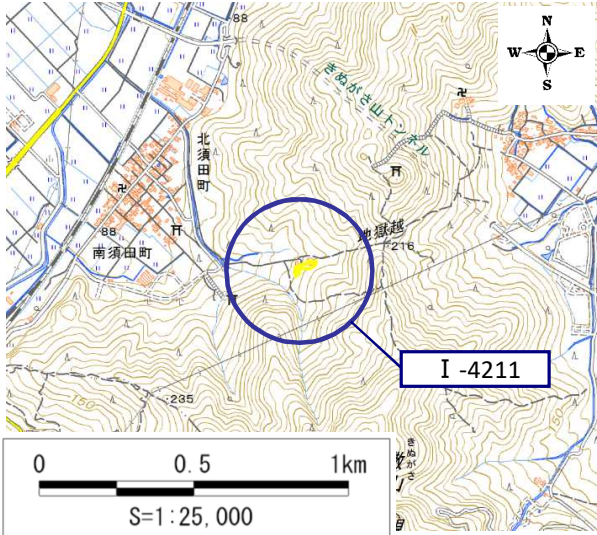 88
N
W E
S
きぬがさ山トンネル
北須田町
88
南須田町
地獄越
216
I -4211
235
150
150
きぬがさ
山
0 0.5 1km
S=1:25,000